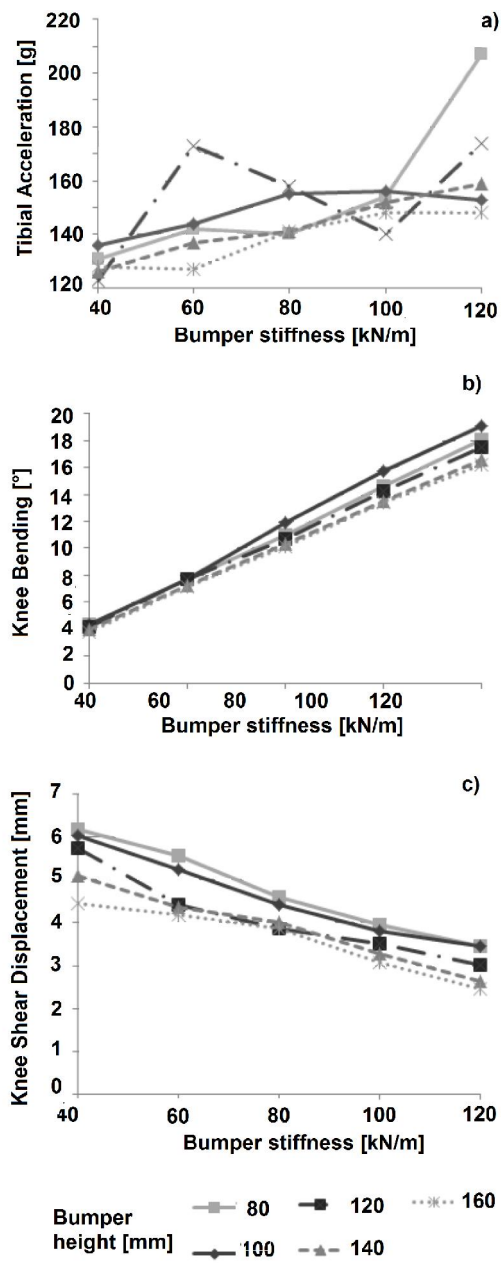 a)
Tibial Acceleration [g]
220
200
180
160
140
120
40 60 80 100 120
Bumper stiffness [kN/m]
b)
Knee Bending [°]
20
18
16
14
12
10
8
6
4
2
0
40 60 80 100 120
Bumper stiffness [kN/m]
c)
Knee Shear Displacement [mm]
7
6
5
4
3
2
1
0
40 60 80 100 120
Bumper stiffness [kN/m]
Bumper height [mm]
80 120 160
100 140